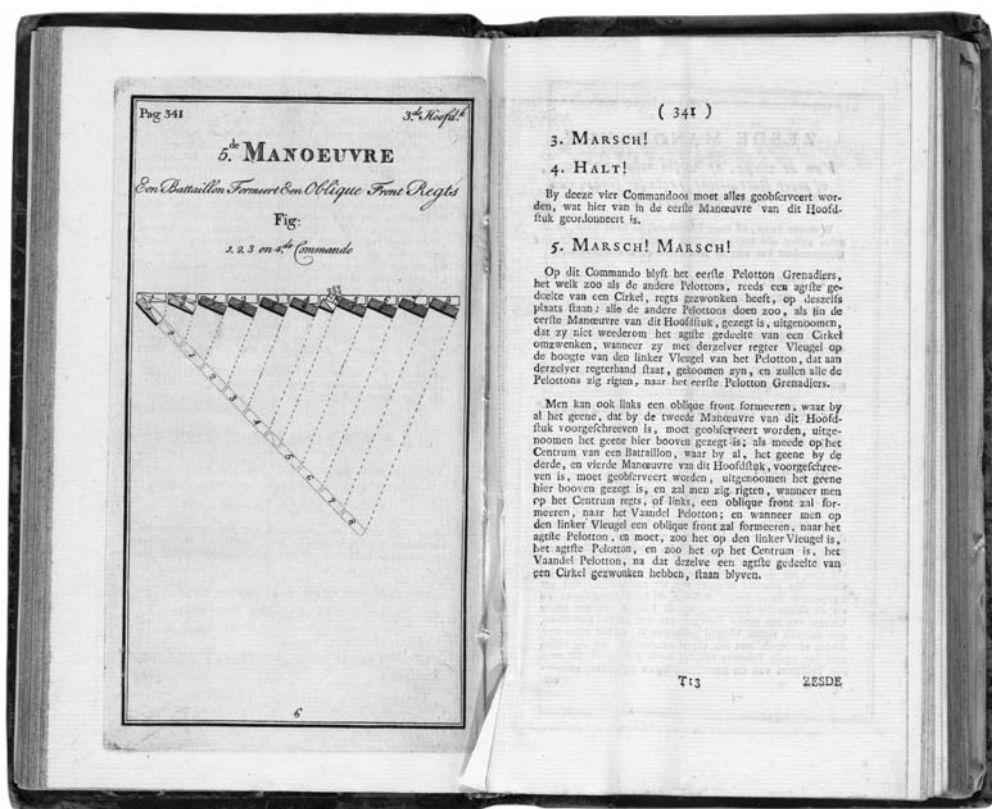 Pag 341
3.de Hoofd.k
5.de MANOEUVRE
Een Battaillon Formeert Een Oblique Front Regts
Fig:
1. 2. 3 en 4.de Commando
1
2
3
4
5
6
7
8
6
( 341 )
3. MARSCH!
4. HALT!
By deeze vier Commandoos moet alles geobſerveert wor-
den, wat hier van in de eerſte Manœuvre van dit Hoofd-
ſtuk geordonneert is.
5. MARSCH! MARSCH!
Op dit Commando blyft het eerſte Pelotton Grenadiers,
het welk zoo als de andere Pelottons, reeds een agtſte ge-
deelte van een Cirkel, regts gezwonken heeft, op deszelfs
plaats ſtaan: alle de andere Pelottons doen zoo, als in de
eerſte Manœuvre van dit Hoofdſtuk, gezegt is, uitgenoomen,
dat zy niet weederom het agtſte gedeelte van een Cirkel
omzwenken, wanneer zy met derzelver regter Vleugel op
de hoogte van den linker Vleugel van het Pelotton, dat aan
derzelver regterhand ſtaat, gekoomen zyn, en zullen alle de
Pelottons zig rigten, naar het eerſte Pelotton Grenadiers.
Men kan ook links een oblique front formeeren, waar by
al het geene, dat by de tweede Manœuvre van dit Hoofd-
ſtuk voorgeſchreeven is, moet geobſerveert worden, uitge-
noomen het geene hier booven gezegt is; als meede op het
Centrum van een Battraillon, waar by al, het geene by de
derde, en vierde Manœuvre van dit Hoofdſtuk, voorgeſchree-
ven is, moet geobſerveert worden, uitgenoomen het geene
hier booven gezegt is, en zal men zig rigten, wanneer men
op het Centrum regts, of links, een oblique front zal for-
meeren, naar het Vaandel Pelotton; en wanneer men op
den linker Vleugel een oblique front zal formeeren, naar het
agtſte Pelotton, en moet, zoo het op den linker Vleugel is,
het agtſte Pelotton, en zoo het op het Centrum is, het
Vaandel Pelotton, na dat dezelve een agtſte gedeelte van
een Cirkel gezwonken hebben, ſtaan blyven.
T13
ZESDE